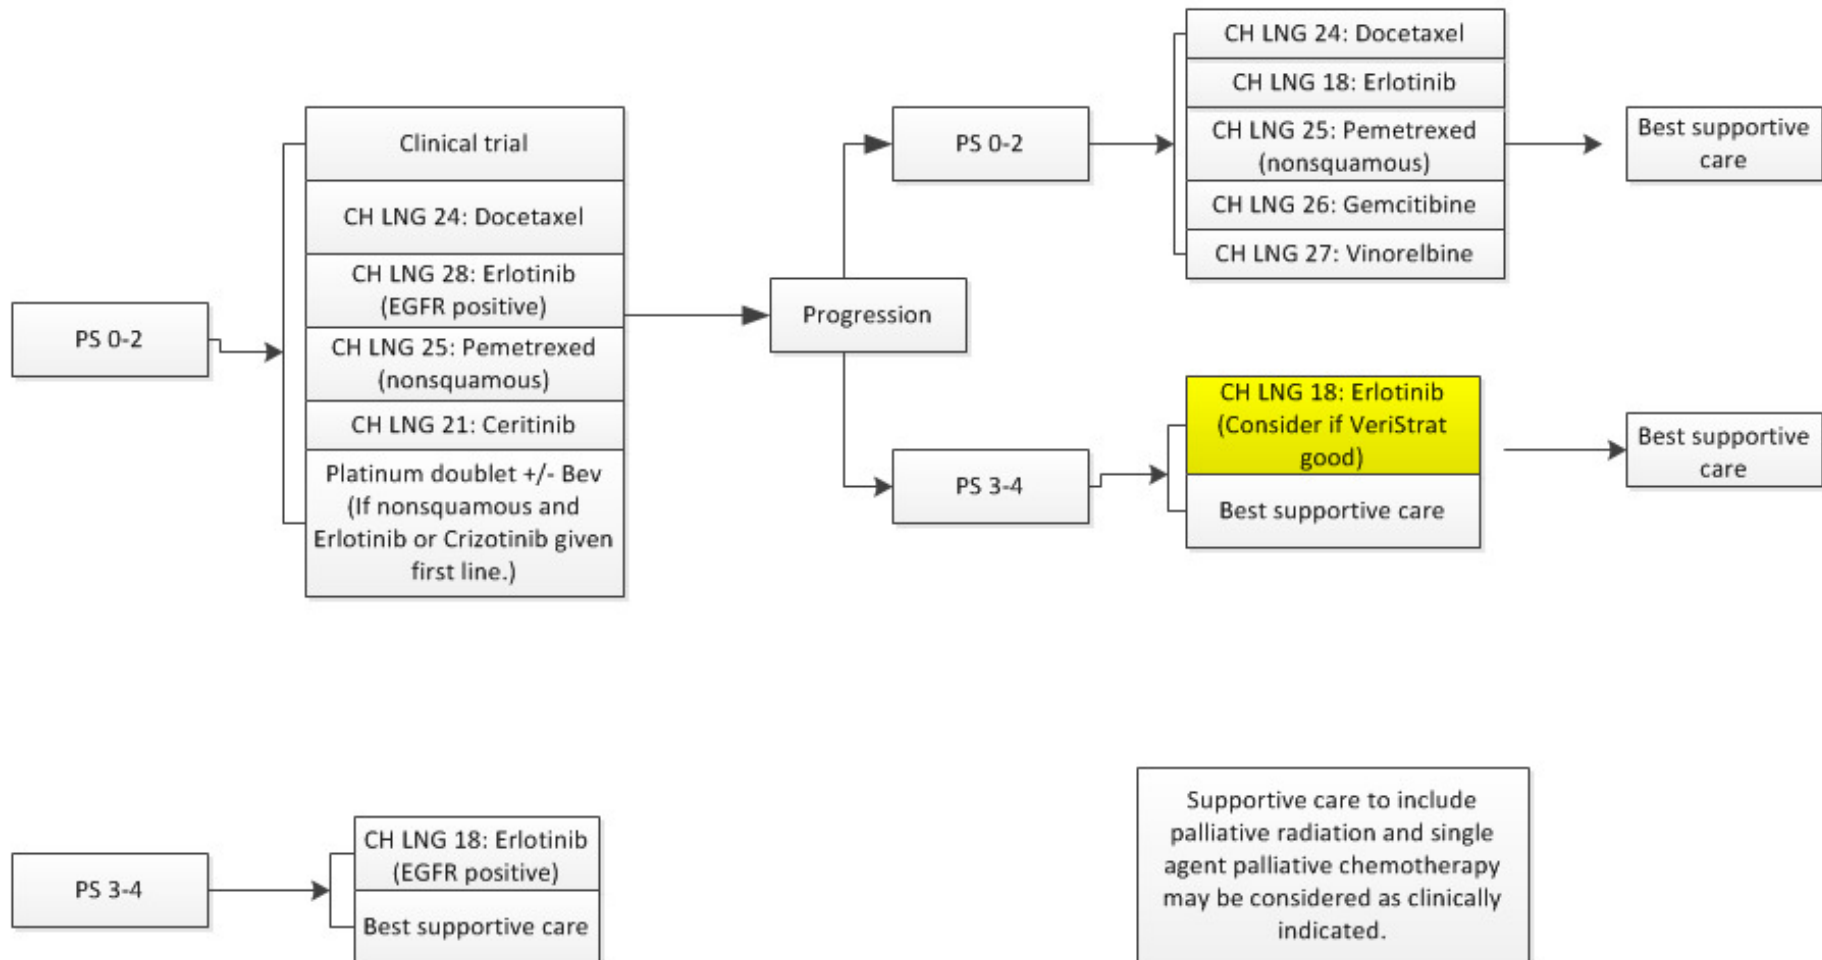 PS 0-2
Clinical trial
CH LNG 24: Docetaxel
CH LNG 28: Erlotinib
(EGFR positive)
CH LNG 25: Pemetrexed
(nonsquamous)
CH LNG 21: Ceritinib
Platinum doublet +/- Bev
(If nonsquamous and
Erlotinib or Crizotinib given
first line.)
Progression
PS 0-2
CH LNG 24: Docetaxel
CH LNG 18: Erlotinib
CH LNG 25: Pemetrexed
(nonsquamous)
CH LNG 26: Gemcitibine
CH LNG 27: Vinorelbine
Best supportive
care
PS 3-4
CH LNG 18: Erlotinib
(Consider if VeriStrat
good)
Best supportive care
Best supportive
care
PS 3-4
CH LNG 18: Erlotinib
(EGFR positive)
Best supportive care
Supportive care to include
palliative radiation and single
agent palliative chemotherapy
may be considered as clinically
indicated.